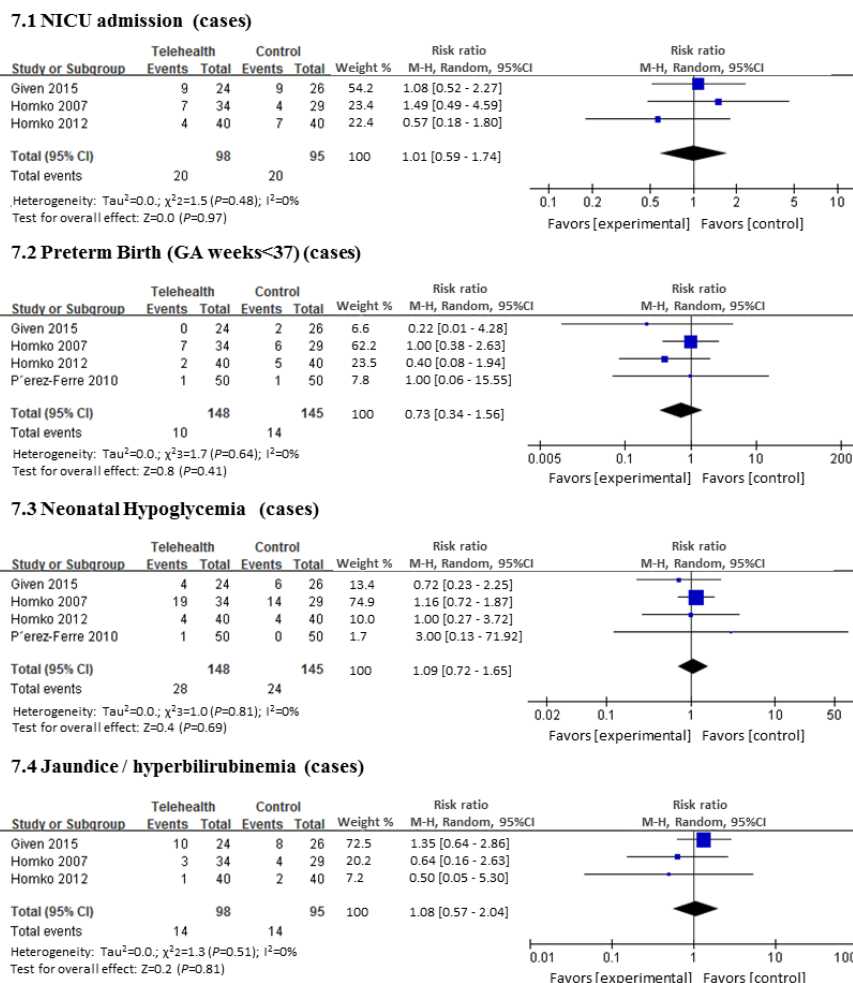 7.1 NICU admission (cases)
Telehealth Control Risk ratio Risk ratio
Study or Subgroup Events Total Events Total Weight % M-H, Random, 95%CI M-H, Random, 95%CI
Given 2015 9 24 9 26 54.2 1.08 [0.52 - 2.27]
Homko 2007 7 34 4 29 23.4 1.49 [0.49 - 4.59]
Homko 2012 4 40 7 40 22.4 0.57 [0.18 - 1.80]
Total (95% CI) 98 95 100 1.01 [0.59 - 1.74]
Total events 20 20
Heterogeneity: Tau²=0.0.; χ²2=1.5 (P=0.48); I²=0%
Test for overall effect: Z=0.0 (P=0.97)
0.1 0.2 0.5 1 2 5 10
Favors [experimental] Favors [control]
7.2 Preterm Birth (GA weeks<37) (cases)
Telehealth Control Risk ratio Risk ratio
Study or Subgroup Events Total Events Total Weight % M-H, Random, 95%CI M-H, Random, 95%CI
Given 2015 0 24 2 26 6.6 0.22 [0.01 - 4.28]
Homko 2007 7 34 6 29 62.2 1.00 [0.38 - 2.63]
Homko 2012 2 40 5 40 23.5 0.40 [0.08 - 1.94]
P´erez-Ferre 2010 1 50 1 50 7.8 1.00 [0.06 - 15.55]
Total (95% CI) 148 145 100 0.73 [0.34 - 1.56]
Total events 10 14
Heterogeneity: Tau²=0.0.; χ²3=1.7 (P=0.64); I²=0%
Test for overall effect: Z=0.8 (P=0.41)
0.005 0.1 1 10 200
Favors [experimental] Favors [control]
7.3 Neonatal Hypoglycemia (cases)
Telehealth Control Risk ratio Risk ratio
Study or Subgroup Events Total Events Total Weight % M-H, Random, 95%CI M-H, Random, 95%CI
Given 2015 4 24 6 26 13.4 0.72 [0.23 - 2.25]
Homko 2007 19 34 14 29 74.9 1.16 [0.72 - 1.87]
Homko 2012 4 40 4 40 10.0 1.00 [0.27 - 3.72]
P´erez-Ferre 2010 1 50 0 50 1.7 3.00 [0.13 - 71.92]
Total (95% CI) 148 145 100 1.09 [0.72 - 1.65]
Total events 28 24
Heterogeneity: Tau²=0.0.; χ²3=1.0 (P=0.81); I²=0%
Test for overall effect: Z=0.4 (P=0.69)
0.02 0.1 1 10 50
Favors [experimental] Favors [control]
7.4 Jaundice / hyperbilirubinemia (cases)
Telehealth Control Risk ratio Risk ratio
Study or Subgroup Events Total Events Total Weight % M-H, Random, 95%CI M-H, Random, 95%CI
Given 2015 10 24 8 26 72.5 1.35 [0.64 - 2.86]
Homko 2007 3 34 4 29 20.2 0.64 [0.16 - 2.63]
Homko 2012 1 40 2 40 7.2 0.50 [0.05 - 5.30]
Total (95% CI) 98 95 100 1.08 [0.57 - 2.04]
Total events 14 14
Heterogeneity: Tau²=0.0.; χ²2=1.3 (P=0.51); I²=0%
Test for overall effect: Z=0.2 (P=0.81)
0.01 0.1 1 10 100
Favors [experimental] Favors [control]